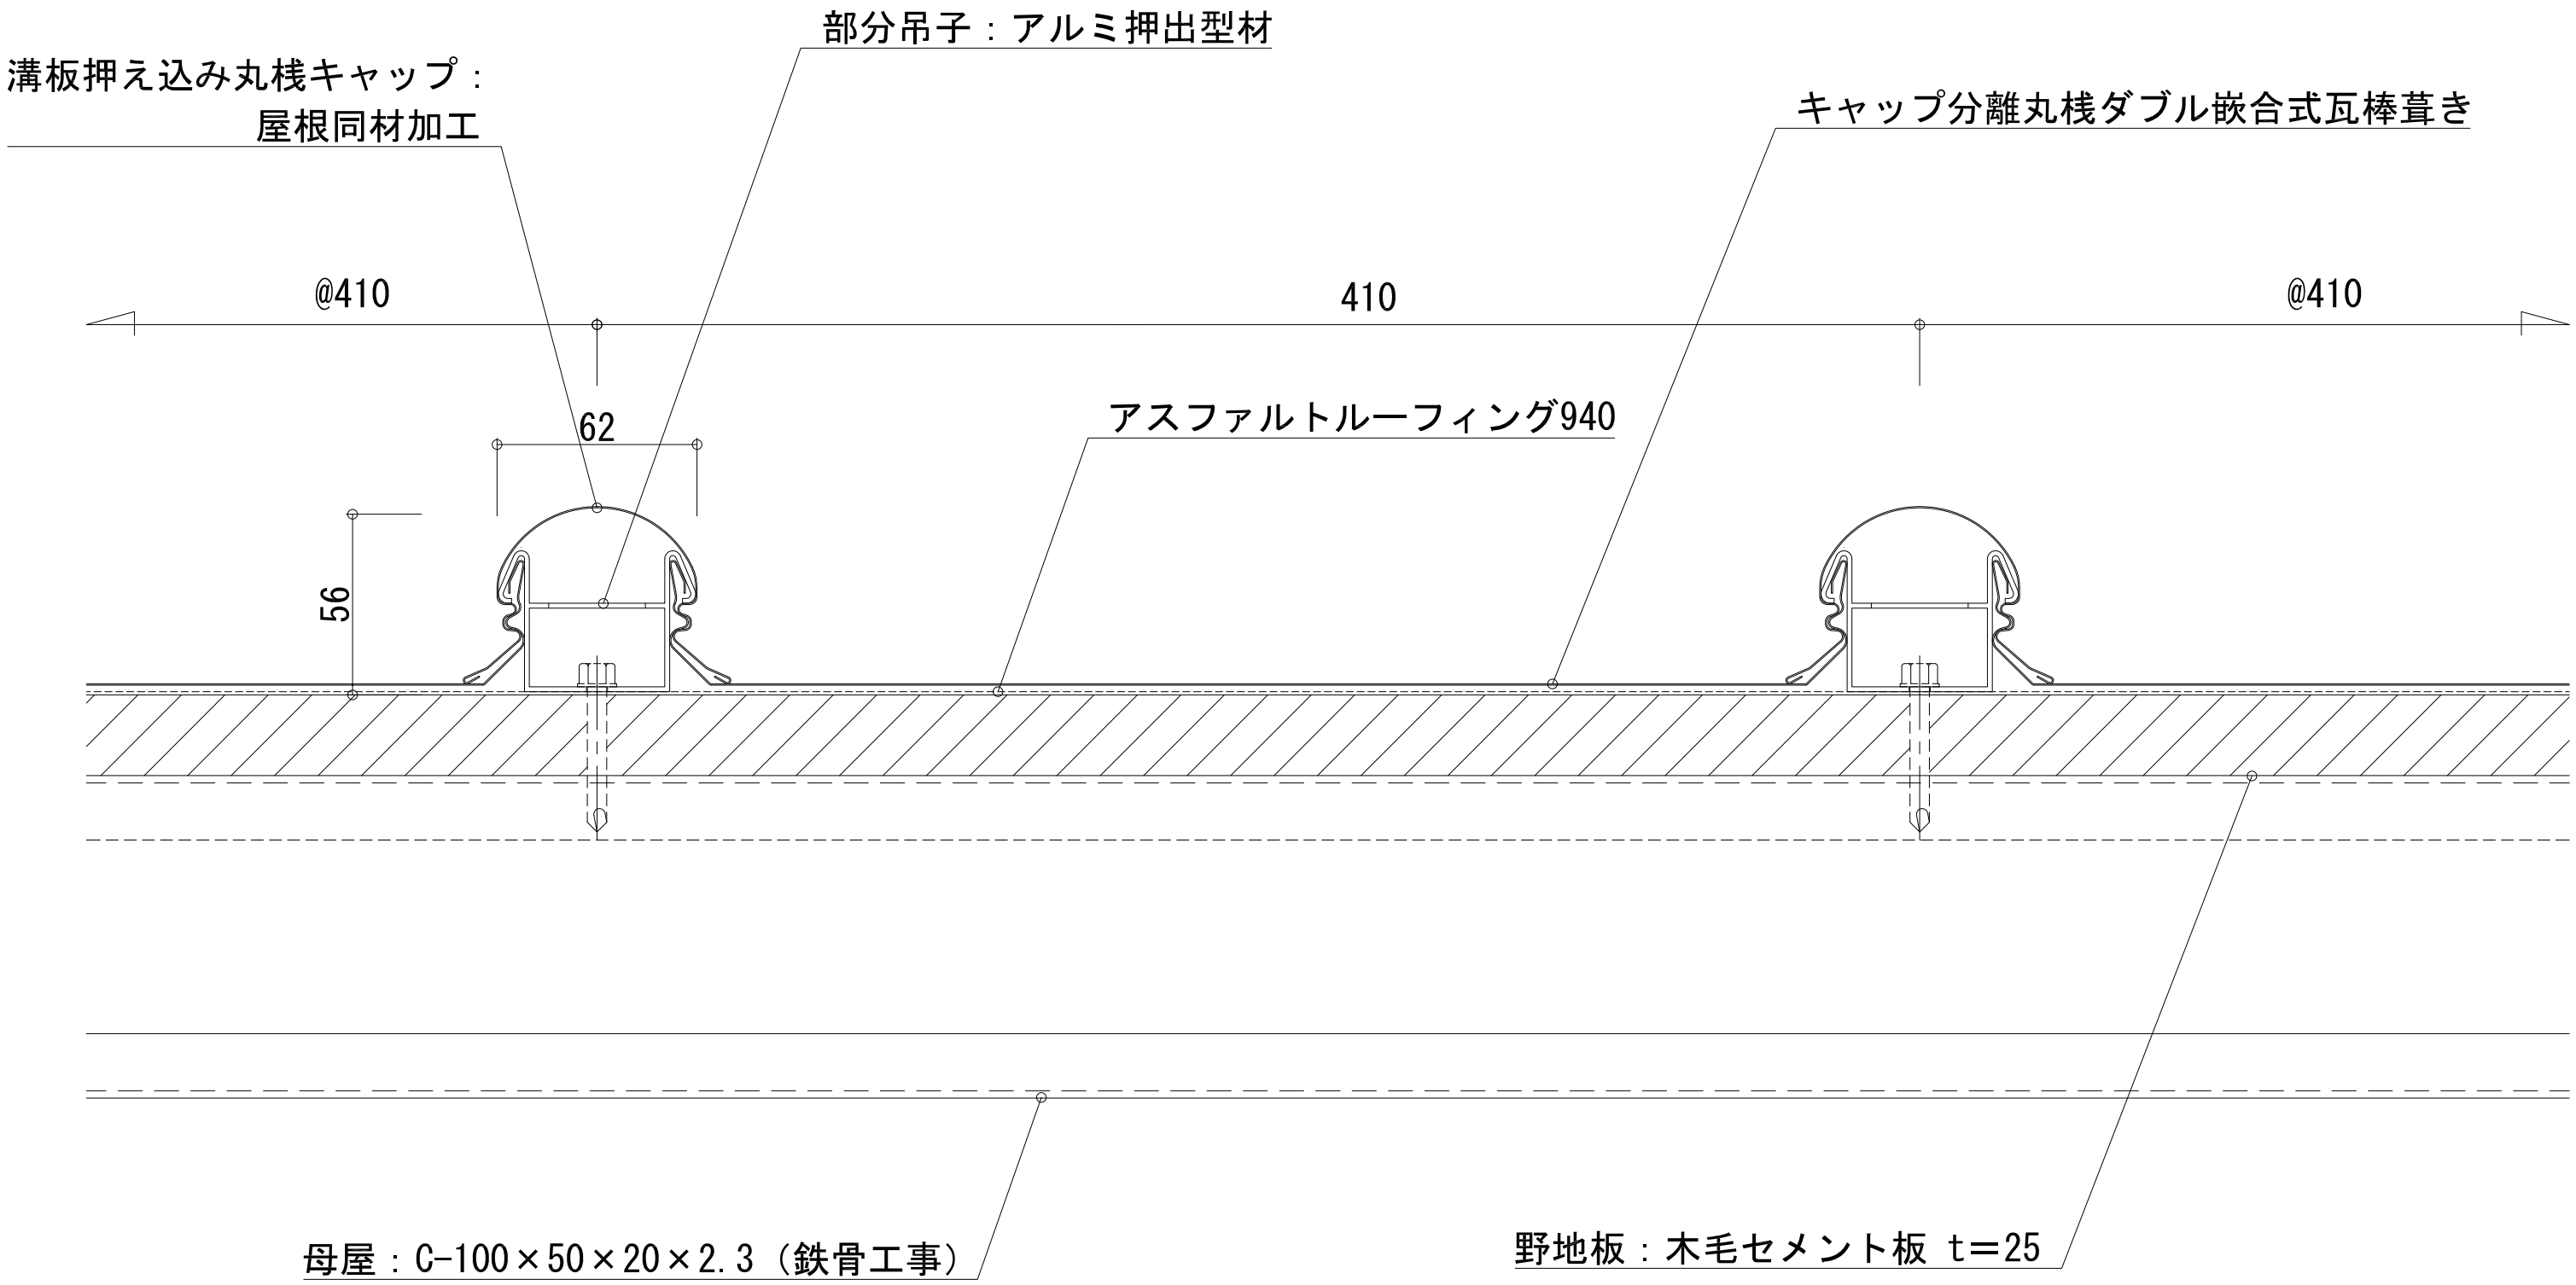 部分吊子：アルミ押出型材
溝板押え込み丸桟キャップ：
屋根同材加工
キャップ分離丸桟ダブル嵌合式瓦棒葺き
@410
410
@410
62
アスファルトルーフィング940
56
母屋：C-100×50×20×2.3（鉄骨工事）
野地板：木毛セメント板 t=25